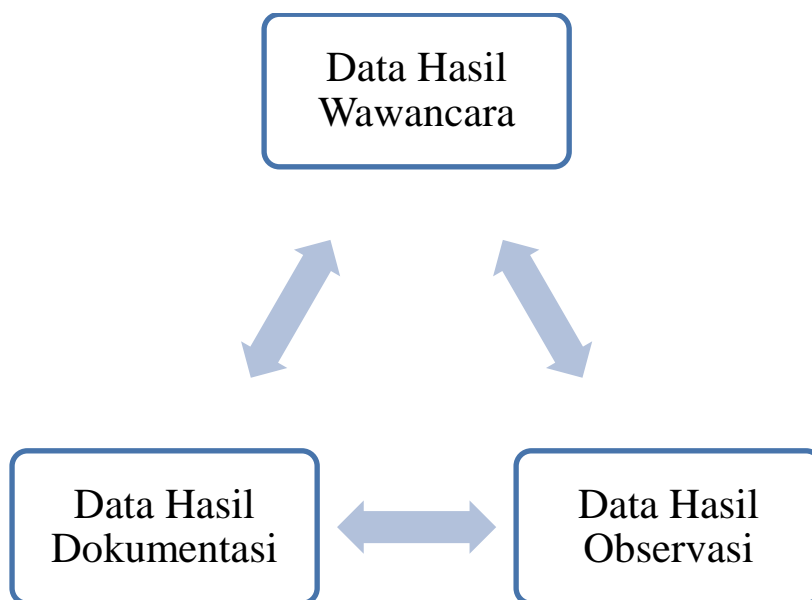 Data Hasil
Wawancara
Data Hasil
Dokumentasi
Data Hasil
Observasi